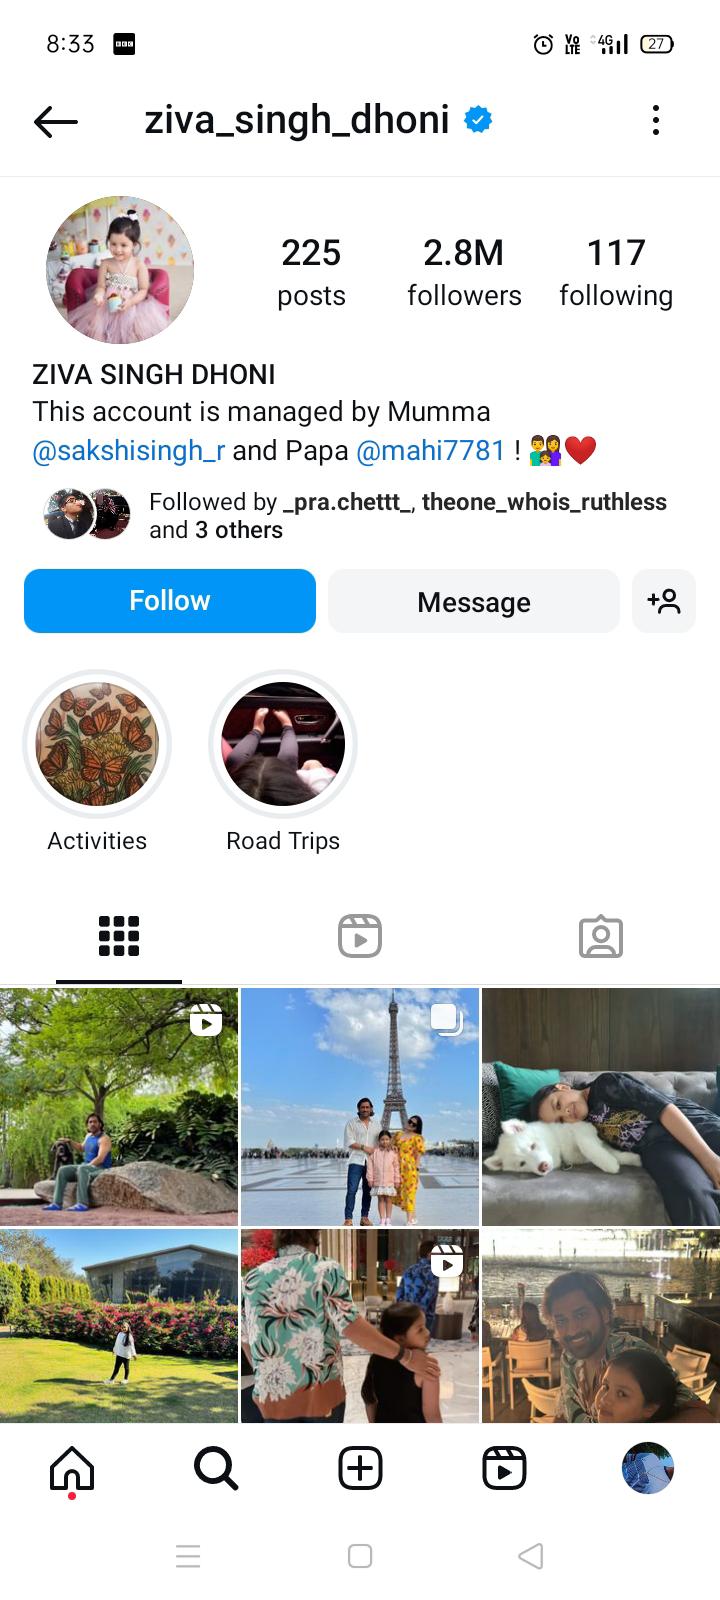 8:33
BBC
Vo LTE
4G
27
ziva_singh_dhoni
225 2.8M 117
posts followers following
ZIVA SINGH DHONI
This account is managed by Mumma
@sakshisingh_r and Papa @mahi7781 ! 👨‍👩‍👧❤️
Followed by _pra.chettt_, theone_whois_ruthless
and 3 others
Follow Message
Activities Road Trips